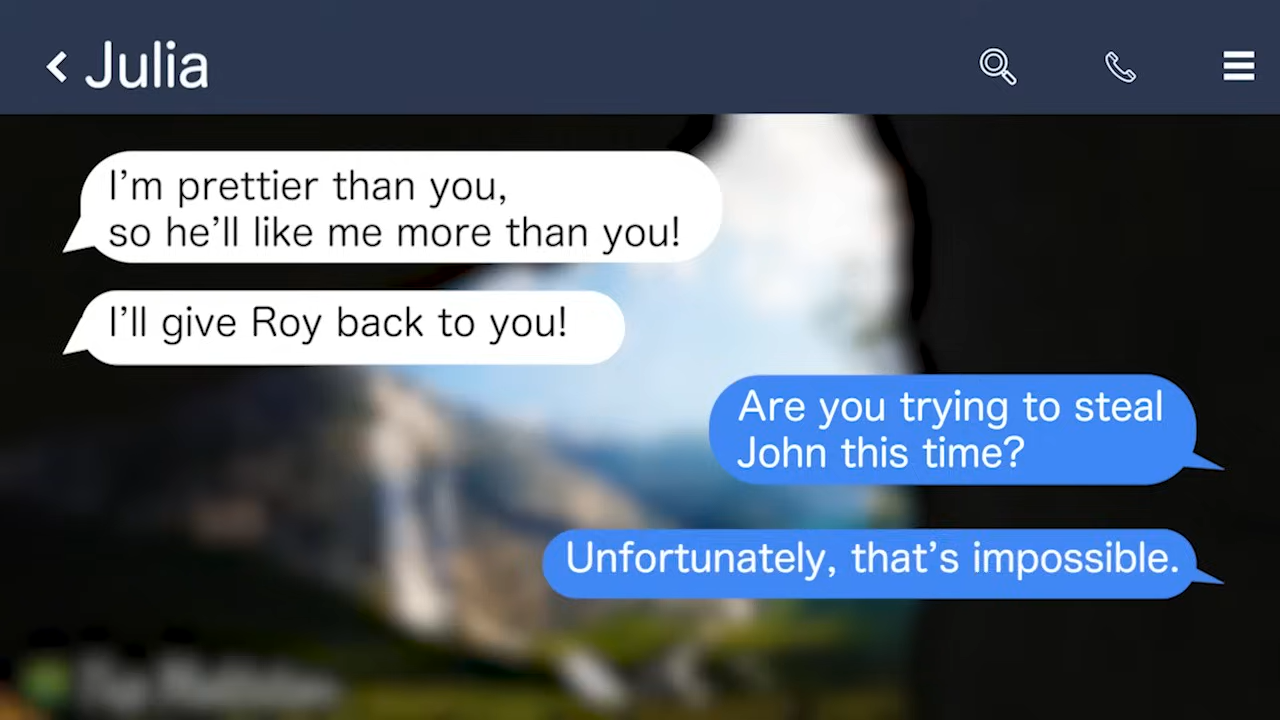 Julia
I’m prettier than you,
so he’ll like me more than you!
I’ll give Roy back to you!
Are you trying to steal
John this time?
Unfortunately, that’s impossible.